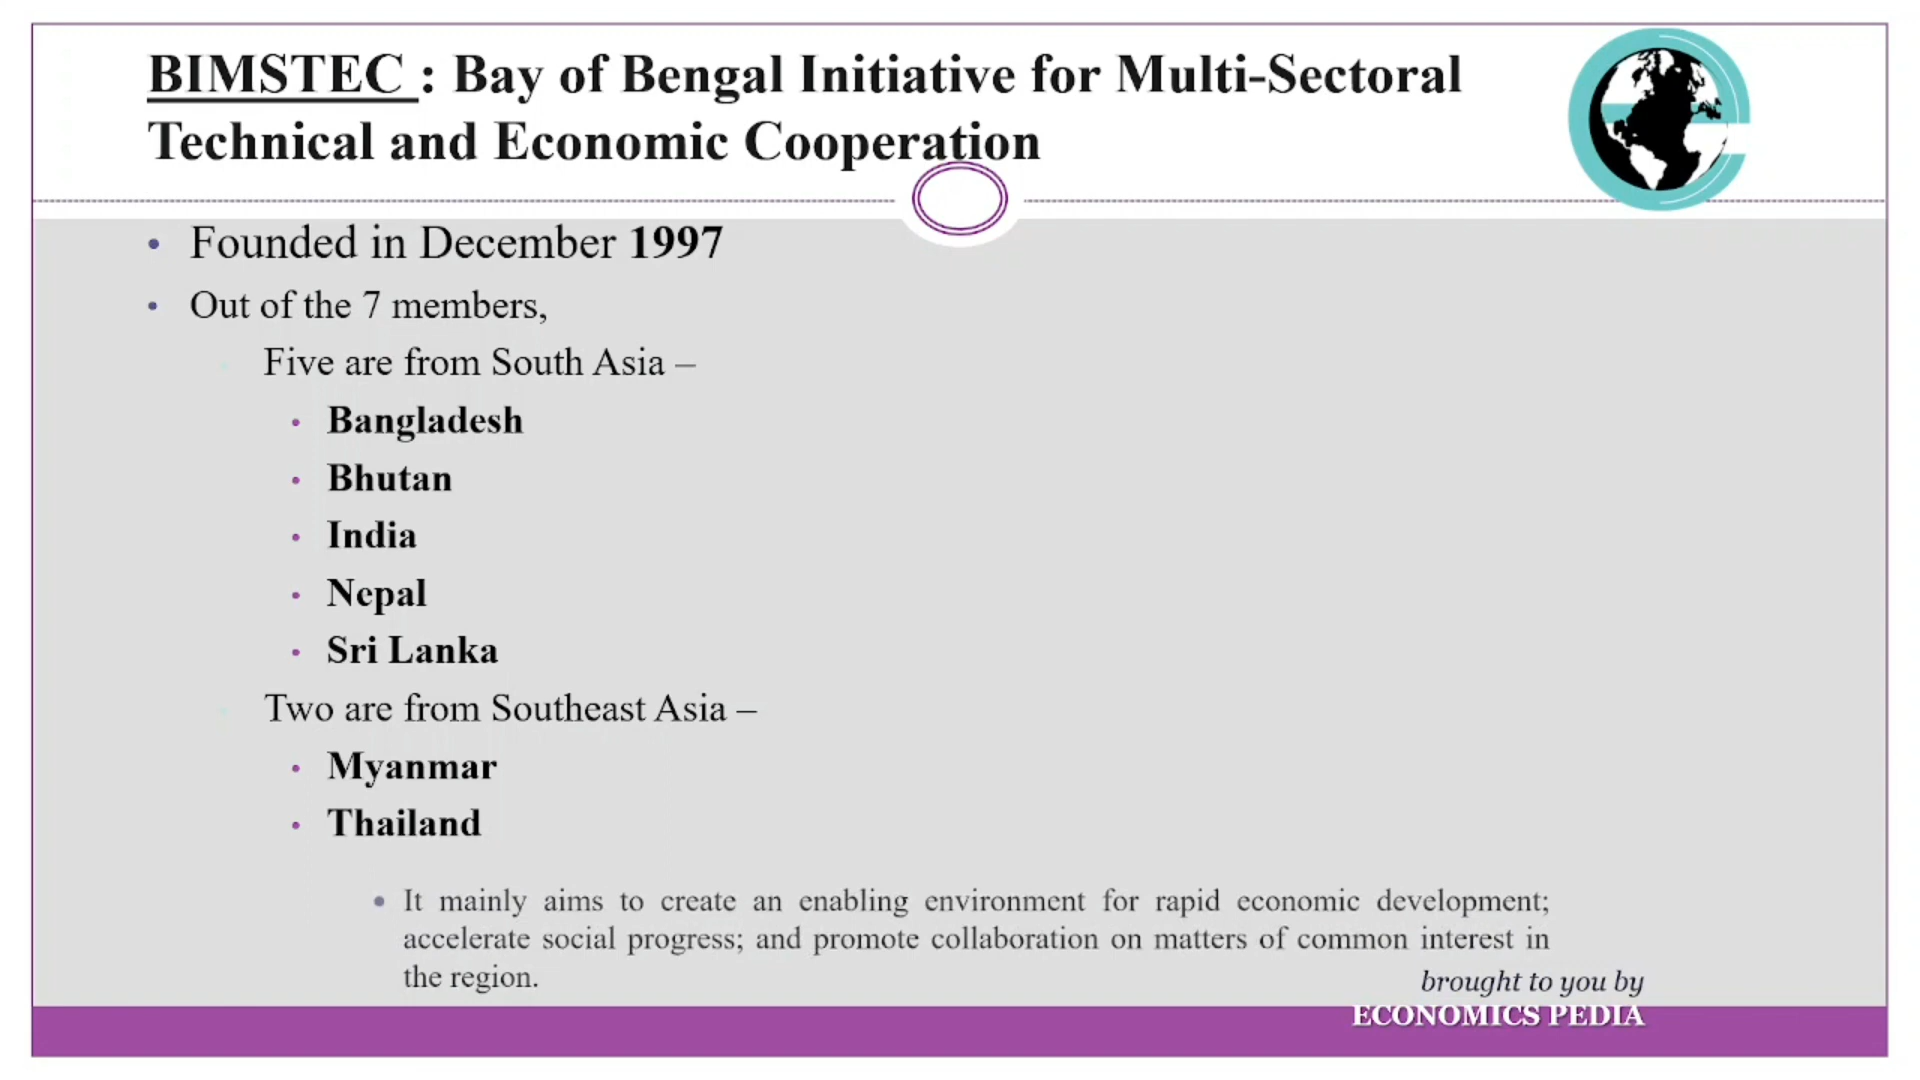 BIMSTEC : Bay of Bengal Initiative for Multi-Sectoral
Technical and Economic Cooperation
• Founded in December 1997
• Out of the 7 members,
Five are from South Asia –
• Bangladesh
• Bhutan
• India
• Nepal
• Sri Lanka
Two are from Southeast Asia –
• Myanmar
• Thailand
• It mainly aims to create an enabling environment for rapid economic development;
accelerate social progress; and promote collaboration on matters of common interest in
the region.
brought to you by
ECONOMICS PEDIA